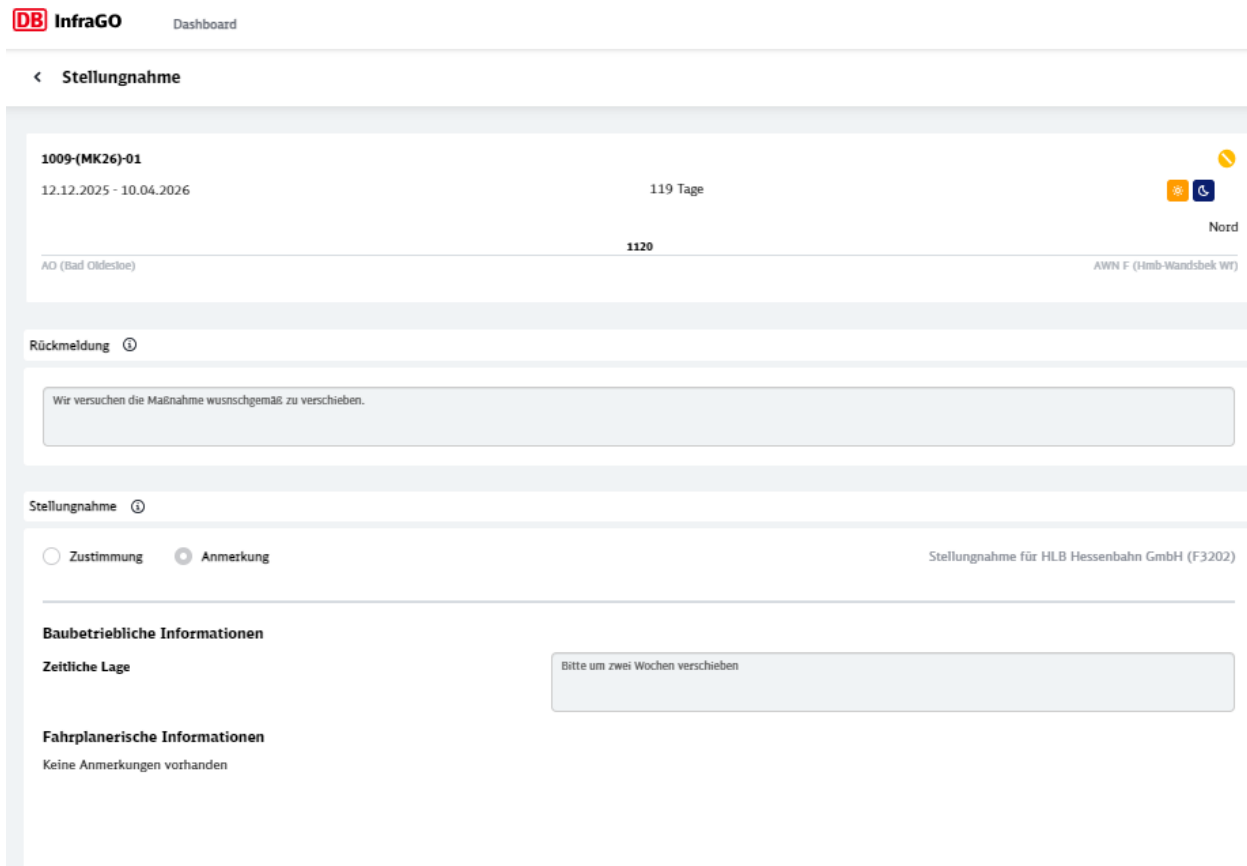 DB InfraGO Dashboard
Stellungnahme
1009-(MK26)-01
12.12.2025 - 10.04.2026 119 Tage
Nord
1120
AO (Bad Oldesloe) AWN F (Hmb-Wandsbek Wf)
Rückmeldung
Wir versuchen die Maßnahme wusnschgemäß zu verschieben.
Stellungnahme
Zustimmung Anmerkung Stellungnahme für HLB Hessenbahn GmbH (F3202)
Baubetriebliche Informationen
Zeitliche Lage Bitte um zwei Wochen verschieben
Fahrplanerische Informationen
Keine Anmerkungen vorhanden